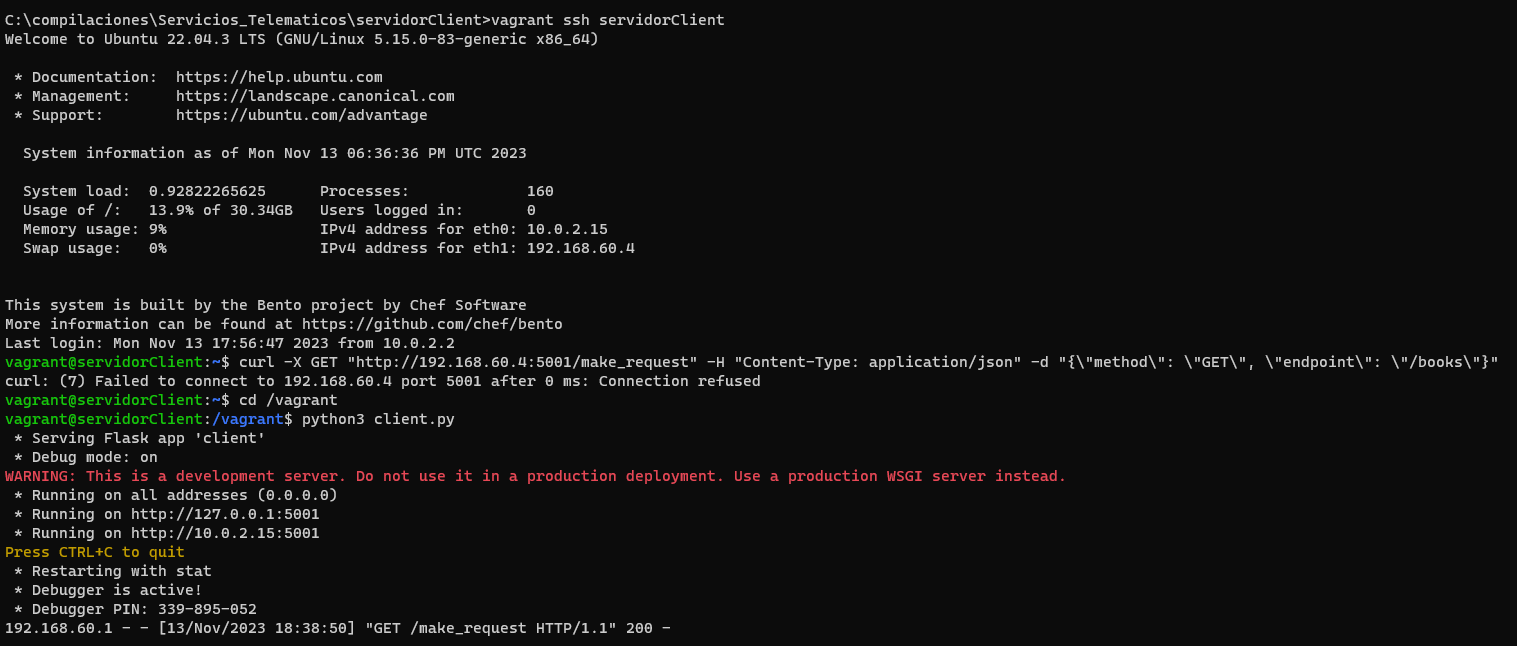 C:\compilaciones\Servicios_Telematicos\servidorClient>vagrant ssh servidorClient
Welcome to Ubuntu 22.04.3 LTS (GNU/Linux 5.15.0-83-generic x86_64)
* Documentation:  https://help.ubuntu.com
* Management:     https://landscape.canonical.com
* Support:        https://ubuntu.com/advantage
System information as of Mon Nov 13 06:36:36 PM UTC 2023
System load:  0.92822265625      Processes:             160
Usage of /:   13.9% of 30.34GB   Users logged in:       0
Memory usage: 9%                 IPv4 address for eth0: 10.0.2.15
Swap usage:   0%                 IPv4 address for eth1: 192.168.60.4
This system is built by the Bento project by Chef Software
More information can be found at https://github.com/chef/bento
Last login: Mon Nov 13 17:56:47 2023 from 10.0.2.2
vagrant@servidorClient:~$ curl -X GET "http://192.168.60.4:5001/make_request" -H "Content-Type: application/json" -d "{\"method\": \"GET\", \"endpoint\": \"/books\"}"
curl: (7) Failed to connect to 192.168.60.4 port 5001 after 0 ms: Connection refused
vagrant@servidorClient:~$ cd /vagrant
vagrant@servidorClient:/vagrant$ python3 client.py
* Serving Flask app 'client'
* Debug mode: on
WARNING: This is a development server. Do not use it in a production deployment. Use a production WSGI server instead.
* Running on all addresses (0.0.0.0)
* Running on http://127.0.0.1:5001
* Running on http://10.0.2.15:5001
Press CTRL+C to quit
* Restarting with stat
* Debugger is active!
* Debugger PIN: 339-895-052
192.168.60.1 - - [13/Nov/2023 18:38:50] "GET /make_request HTTP/1.1" 200 -